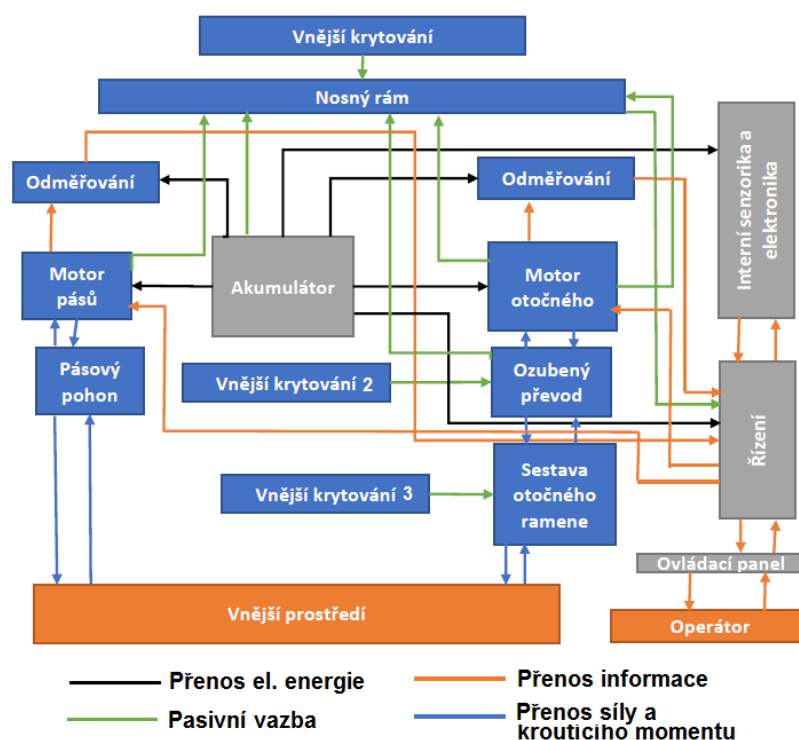 Vnější krytování
Nosný rám
Odměřování
Odměřování
Interní senzorika a
elektronika
Motor
pásů
Akumulátor
Motor
otočného
Pásový
pohon
Vnější krytování 2
Ozubený
převod
Řízení
Vnější krytování 3
Sestava
otočného
ramene
Ovládací panel
Vnější prostředí
Operátor
Přenos el. energie
Přenos informace
Pasivní vazba
Přenos síly a
krouticího momentu